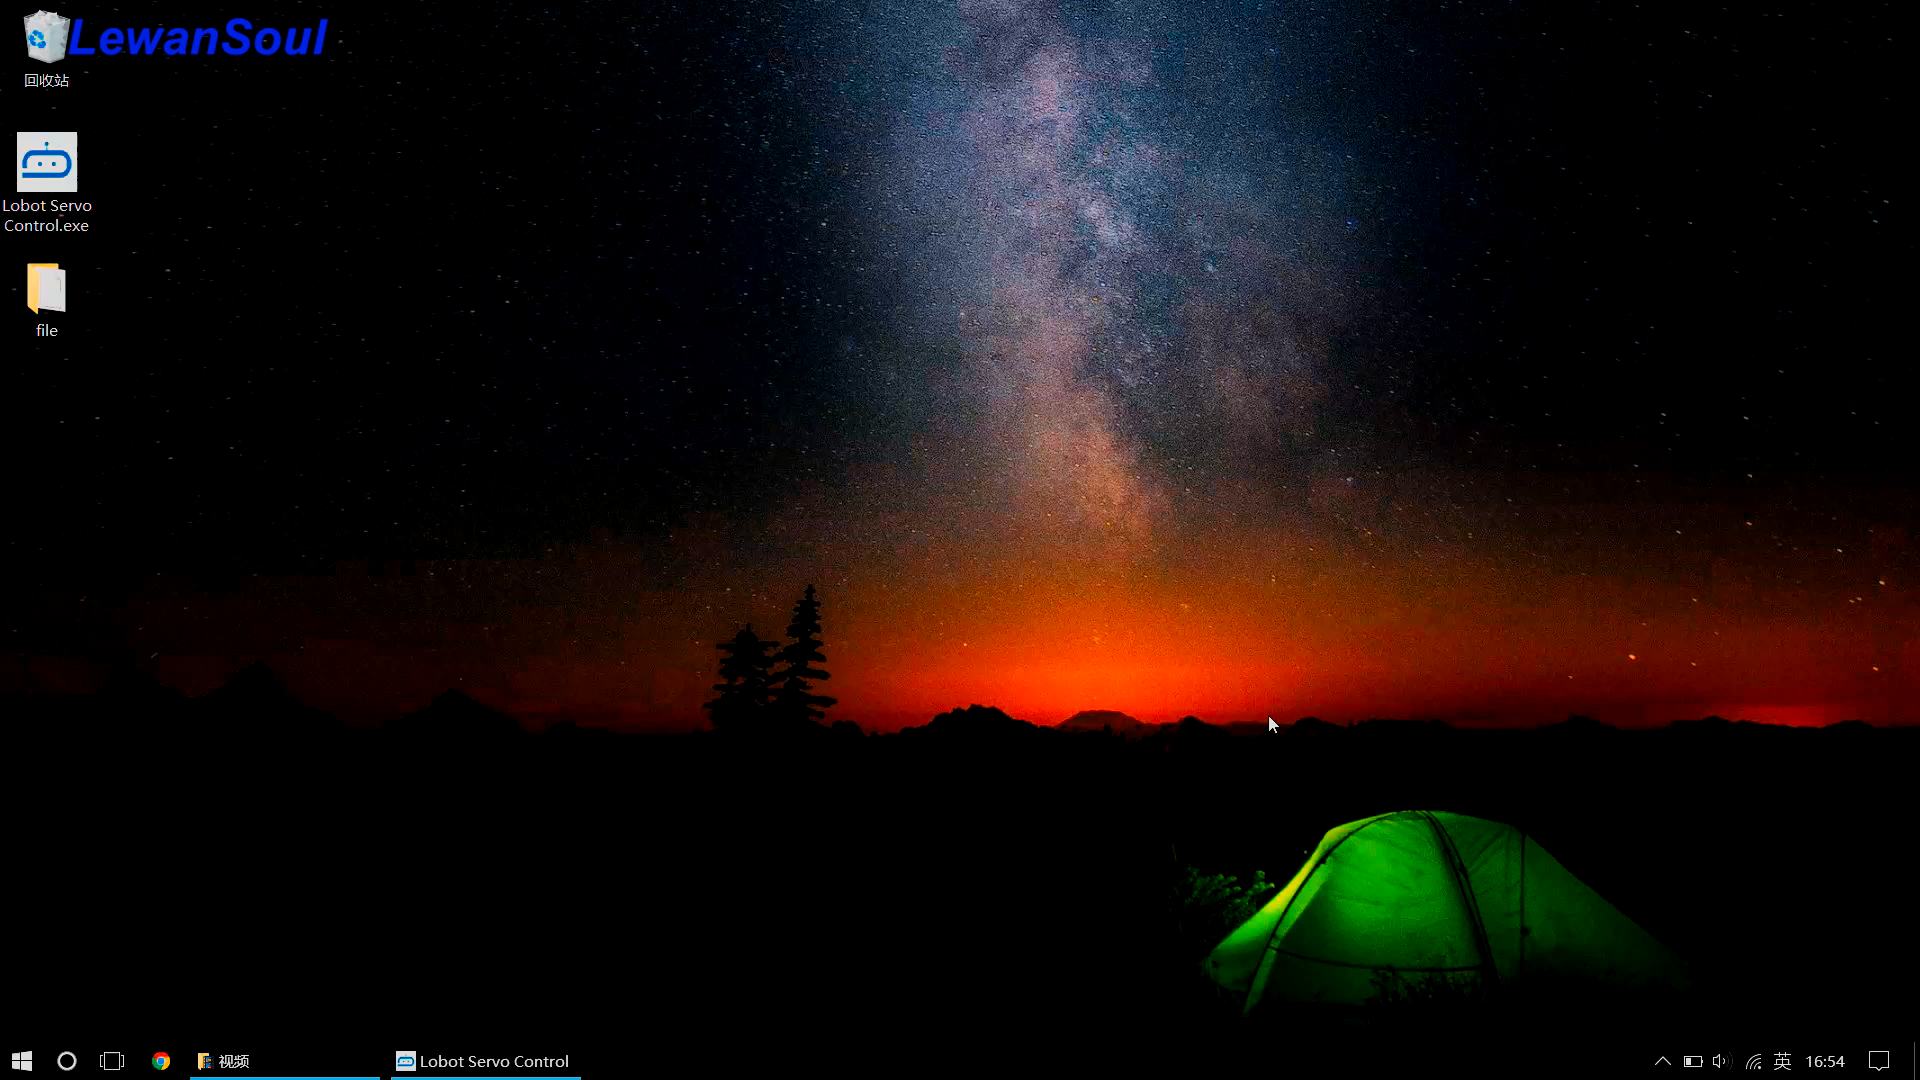 LewanSoul
回收站
Lobot Servo
Control.exe
file
视频
Lobot Servo Control
英
16:54